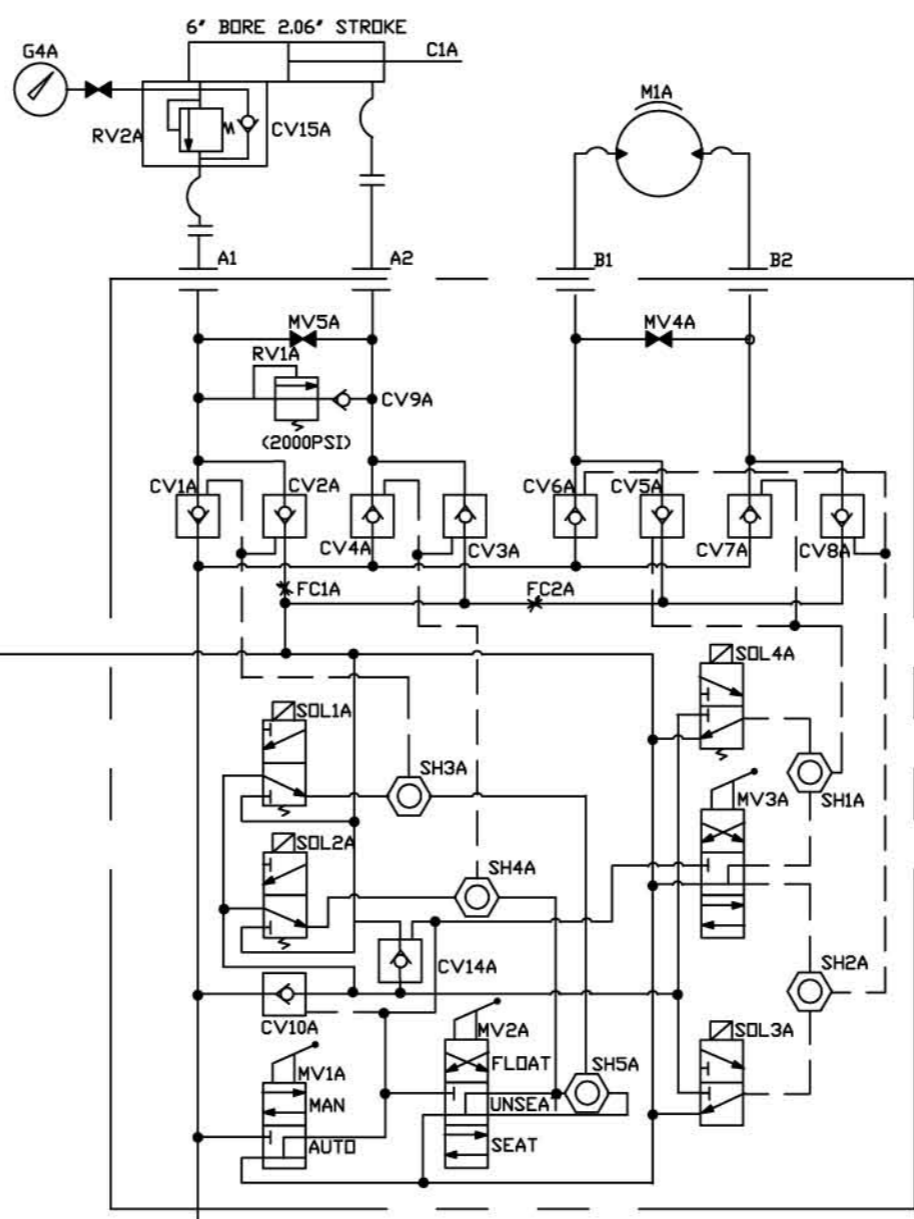 6" BORE 2.06" STROKE
G4A
C1A
M1A
RV2A
CV15A
A1
A2
B1
B2
MV5A
MV4A
RV1A
CV9A
(2000PSI)
CV1A
CV2A
CV6A
CV5A
CV4A
CV3A
CV7A
CV8A
FC1A
FC2A
SOL4A
SOL1A
SH3A
MV3A
SH1A
SOL2A
SH4A
CV14A
SH2A
CV10A
MV2A
SOL3A
MV1A
FLOAT
SH5A
MAN
UNSEAT
AUTO
SEAT